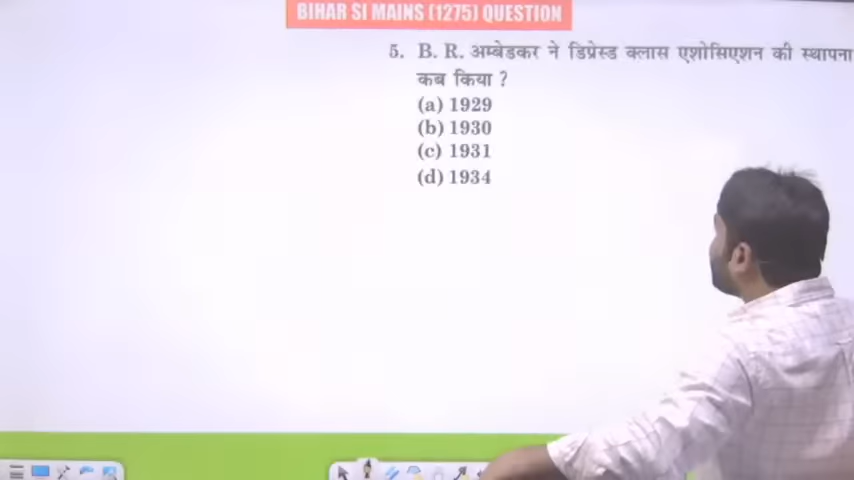 BIHAR SI MAINS (1275) QUESTION
5. B. R. अम्बेडकर ने डिप्रेस्ड क्लास एशोसिएशन की स्थापना
कब किया ?
(a) 1929
(b) 1930
(c) 1931
(d) 1934